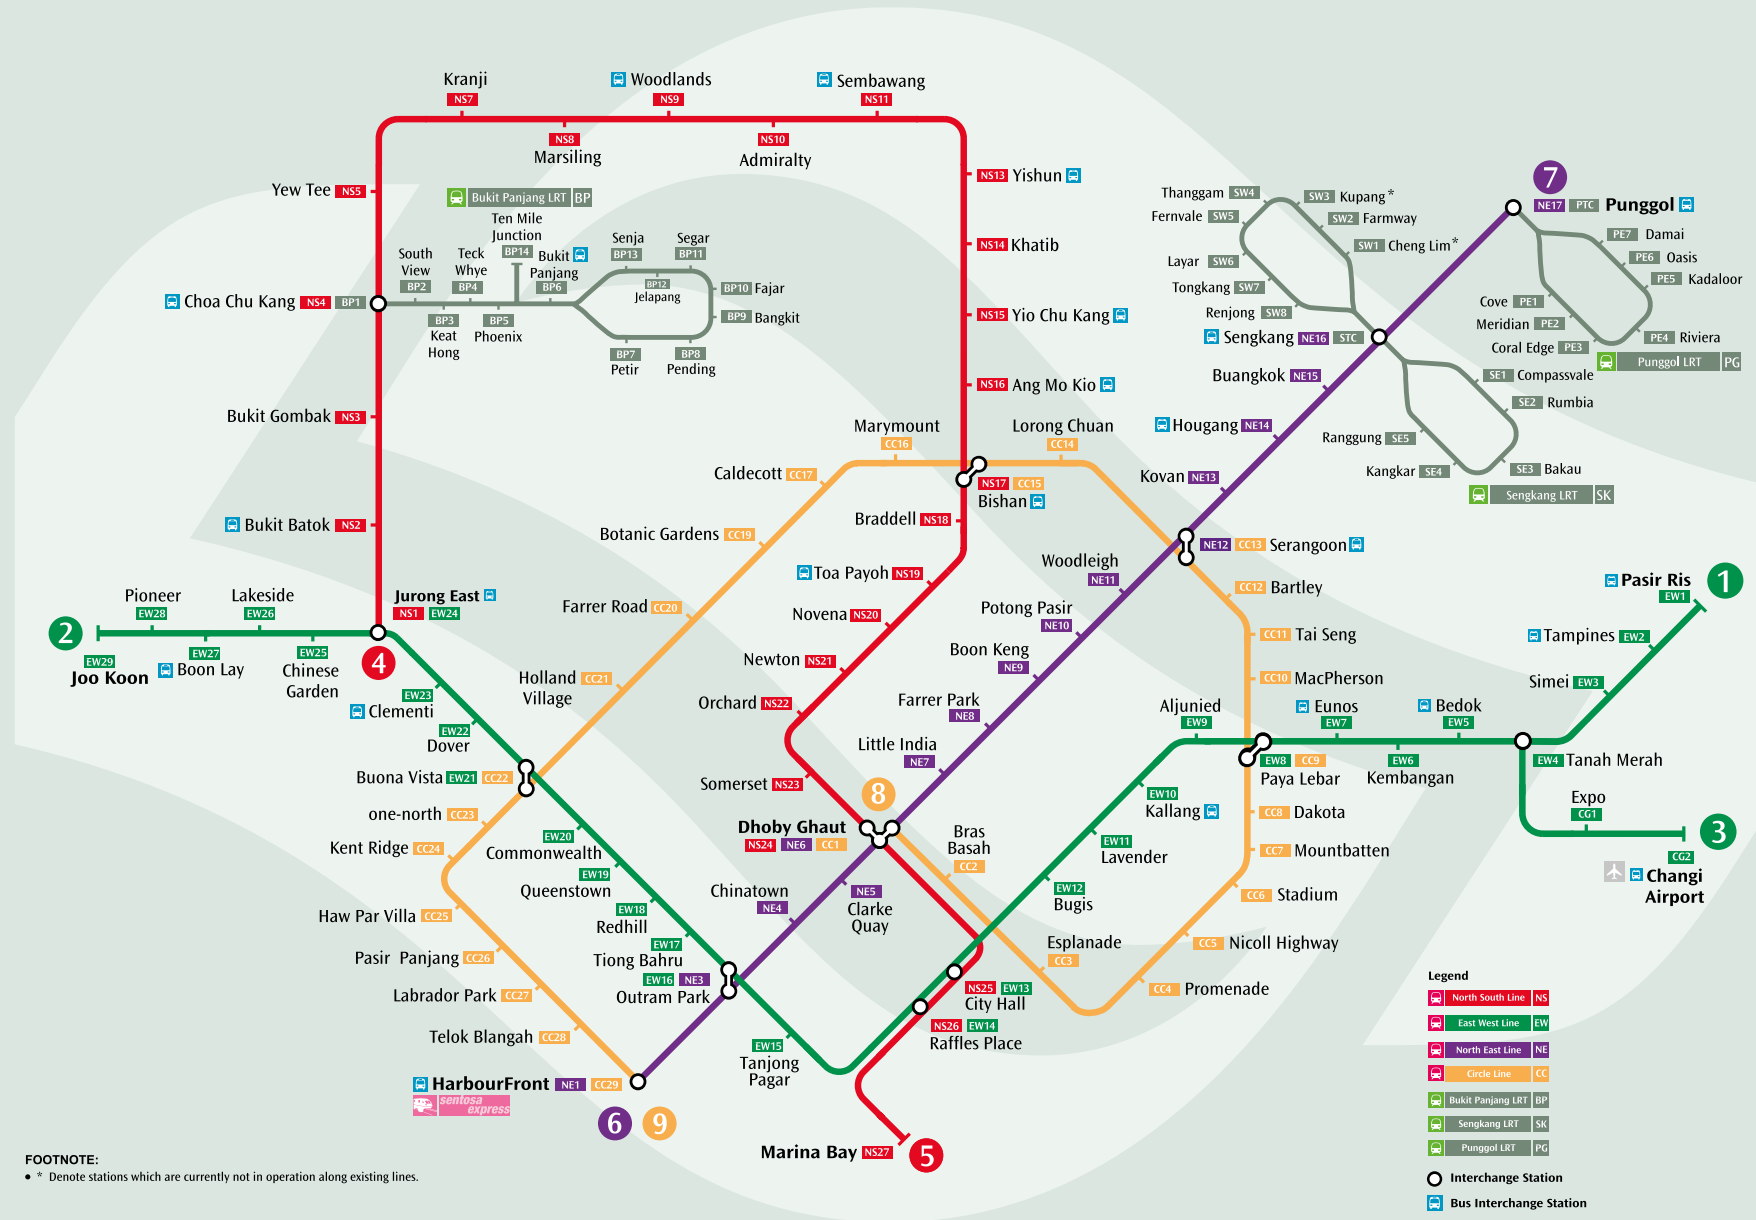 Kranji
NS7
Woodlands
NS9
Sembawang
NS11
NS8
Marsiling
NS10
Admiralty
Yew Tee NS5
NS13 Yishun
NS14 Khatib
NS15 Yio Chu Kang
NS16 Ang Mo Kio
Bukit Panjang LRT BP
Ten Mile
Junction
BP14
South
View
BP2
Teck
Whye
BP4
Bukit
Panjang
BP6
Senja
BP13
Segar
BP11
BP12
Jelapang
BP10 Fajar
BP9 Bangkit
Choa Chu Kang NS4 BP1
BP3
Keat
Hong
BP5
Phoenix
BP7
Petir
BP8
Pending
Bukit Gombak NS3
Bukit Batok NS2
Thanggam SW4
SW3 Kupang *
Fernvale SW5
SW2 Farmway
SW1 Cheng Lim *
Layar SW6
Tongkang SW7
Renjong SW8
Sengkang NE16 STC
7
NE17 PTC Punggol
PE7 Damai
PE6 Oasis
PE5 Kadaloor
Cove PE1
Meridian PE2
Coral Edge PE3
PE4 Riviera
Punggol LRT PG
Buangkok NE15
SE1 Compassvale
SE2 Rumbia
Hougang NE14
Ranggung SE5
Kangkar SE4
SE3 Bakau
Sengkang LRT SK
Kovan NE13
Marymount
CC16
Lorong Chuan
CC14
Caldecott CC17
NS17 CC15
Bishan
Braddell NS18
Botanic Gardens CC19
NE12 CC13 Serangoon
Woodleigh
NE11
CC12 Bartley
Toa Payoh NS19
Farrer Road CC20
Novena NS20
Potong Pasir
NE10
CC11 Tai Seng
Newton NS21
Boon Keng
NE9
CC10 MacPherson
Holland
Village
CC21
Orchard NS22
Farrer Park
NE8
Little India
NE7
Somerset NS23
1
Pasir Ris
EW1
Tampines EW2
Simei EW3
Aljunied
EW9
Eunos
EW7
Bedok
EW5
EW8 CC9
Paya Lebar
EW6
Kembangan
EW4 Tanah Merah
Expo
CG1
3
CG2
Changi
Airport
Pioneer
EW28
Lakeside
EW26
Jurong East
NS1 EW24
2
4
EW29
Joo Koon
EW27
Boon Lay
EW25
Chinese
Garden
EW23
Clementi
EW22
Dover
Buona Vista EW21 CC22
one-north CC23
Kent Ridge CC24
Haw Par Villa CC25
Pasir Panjang CC26
Labrador Park CC27
Telok Blangah CC28
HarbourFront NE1 CC29
sentosa
express
6
9
EW20
Commonwealth
EW19
Queenstown
EW18
Redhill
EW17
Tiong Bahru
EW16 NE3
Outram Park
EW15
Tanjong
Pagar
8
Dhoby Ghaut
NS24 NE6 CC1
Bras
Basah
CC2
Chinatown
NE4
NE5
Clarke
Quay
EW10
Kallang
EW11
Lavender
EW12
Bugis
CC8 Dakota
CC7 Mountbatten
CC6 Stadium
CC5 Nicoll Highway
CC4 Promenade
Esplanade
CC3
NS25 EW13
City Hall
NS26 EW14
Raffles Place
Marina Bay NS27
5
Legend
North South Line NS
East West Line EW
North East Line NE
Circle Line CC
Bukit Panjang LRT BP
Sengkang LRT SK
Punggol LRT PG
Interchange Station
Bus Interchange Station
FOOTNOTE:
• * Denote stations which are currently not in operation along existing lines.